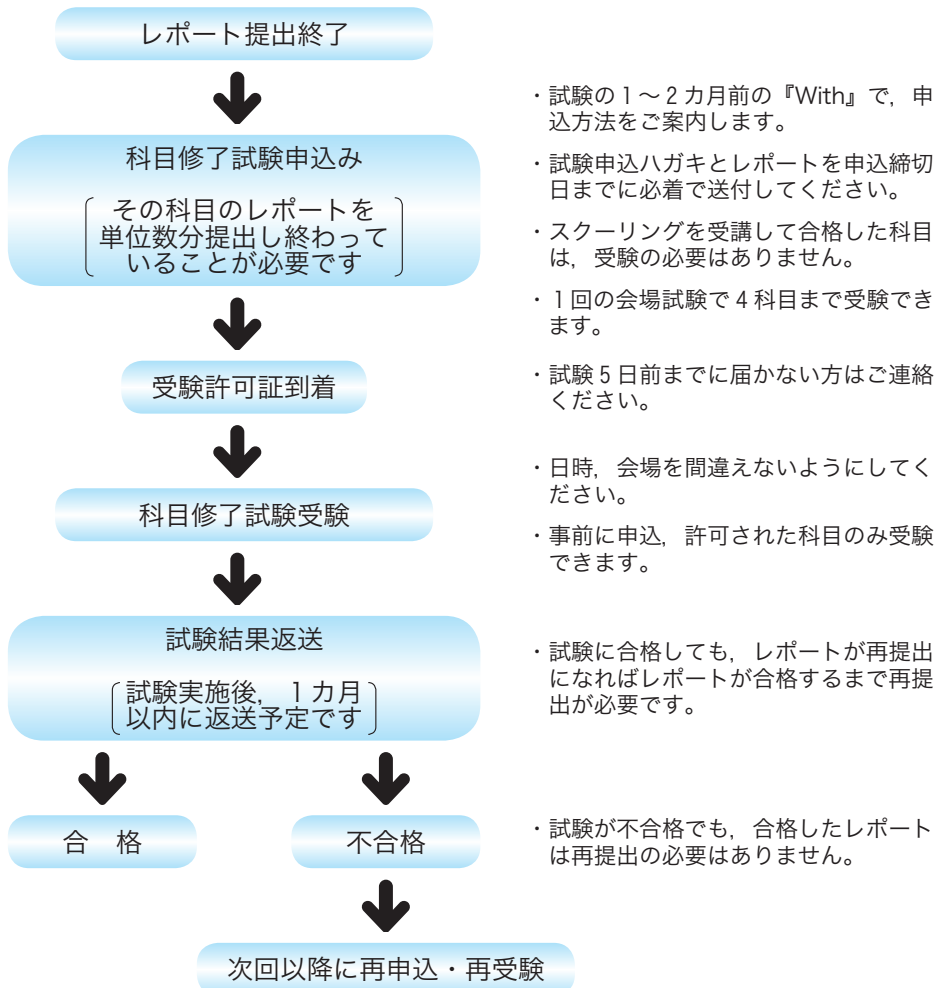 レポート提出終了
・試験の1～2カ月前の『With』で，申
込方法をご案内します。
科目修了試験申込み
その科目のレポートを
単位数分提出し終わって
いることが必要です
・試験申込ハガキとレポートを申込締切
日までに必着で送付してください。
・スクーリングを受講して合格した科目
は，受験の必要はありません。
・1回の会場試験で4科目まで受験でき
ます。
受験許可証到着
・試験5日前までに届かない方はご連絡
ください。
・日時，会場を間違えないようにしてく
ださい。
科目修了試験受験
・事前に申込，許可された科目のみ受験
できます。
試験結果返送
試験実施後，1カ月
以内に返送予定です
・試験に合格しても，レポートが再提出
になればレポートが合格するまで再提
出が必要です。
合　格
不合格
・試験が不合格でも，合格したレポート
は再提出の必要はありません。
次回以降に再申込・再受験